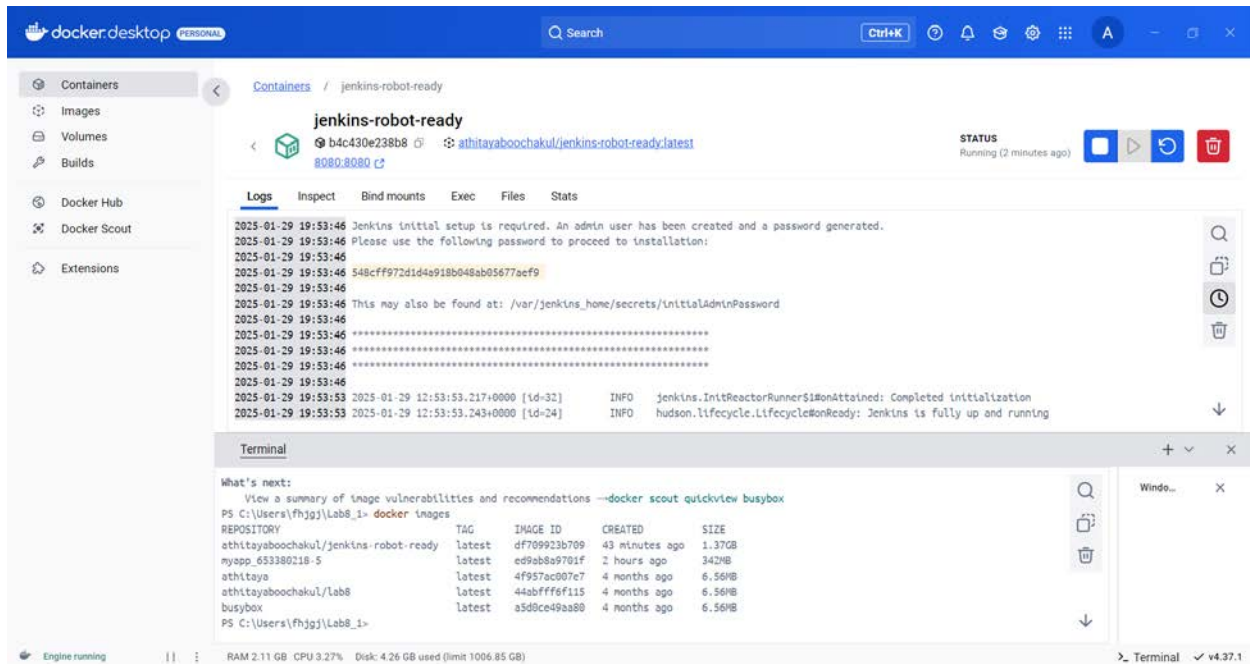 docker.desktop PERSONAL
Search
Ctrl+K
A
Containers
Images
Volumes
Builds
Docker Hub
Docker Scout
Extensions
Containers / jenkins-robot-ready
jenkins-robot-ready
b4c430e238b8 athitayaboochakul/jenkins-robot-ready:latest
8080:8080
STATUS
Running (2 minutes ago)
Logs Inspect Bind mounts Exec Files Stats
2025-01-29 19:53:46 Jenkins initial setup is required. An admin user has been created and a password generated.
2025-01-29 19:53:46 Please use the following password to proceed to installation:
2025-01-29 19:53:46
2025-01-29 19:53:46 548cff972d1d4a918b048ab05677aef9
2025-01-29 19:53:46
2025-01-29 19:53:46 This may also be found at: /var/jenkins_home/secrets/initialAdminPassword
2025-01-29 19:53:46
2025-01-29 19:53:46 *************************************************************
2025-01-29 19:53:46 *************************************************************
2025-01-29 19:53:46 *************************************************************
2025-01-29 19:53:46
2025-01-29 19:53:53 2025-01-29 12:53:53.217+0000 [id=32] INFO jenkins.InitReactorRunner$1#onAttained: Completed initialization
2025-01-29 19:53:53 2025-01-29 12:53:53.243+0000 [id=24] INFO hudson.lifecycle.Lifecycle#onReady: Jenkins is fully up and running
Terminal
Windo...
What's next:
View a summary of image vulnerabilities and recommendations → docker scout quickview busybox
PS C:\Users\fhjgj\Lab8_1> docker images
REPOSITORY TAG IMAGE ID CREATED SIZE
athitayaboochakul/jenkins-robot-ready latest df709923b709 43 minutes ago 1.37GB
myapp_653380218-5 latest ed9ab8a9701f 2 hours ago 342MB
athitaya latest 4f957ac007e7 4 months ago 6.56MB
athitayaboochakul/lab8 latest 44abfff6f115 4 months ago 6.56MB
busybox latest a5d0ce49aa80 4 months ago 6.56MB
PS C:\Users\fhjgj\Lab8_1>
Engine running
RAM 2.11 GB CPU 3.27% Disk: 4.26 GB used (limit 1006.85 GB)
Terminal
v4.37.1